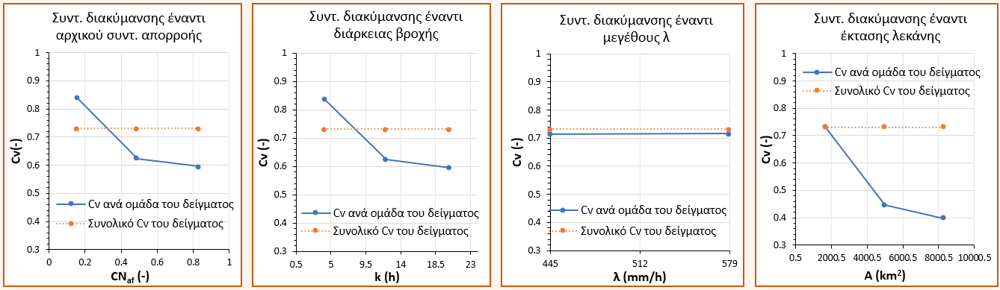 Συντ. διακύμανσης έναντι
αρχικού συντ. απορροής
1
0.9
0.8
0.7
0.6
0.5
0.4
0.3
Cv(-)
Cv ανά ομάδα του δείγματος
Συνολικό Cv του δείγματος
0 0.2 0.4 0.6 0.8 1
CNaf (-)
Συντ. διακύμανσης έναντι
διάρκειας βροχής
1
0.9
0.8
0.7
0.6
0.5
0.4
0.3
Cv (-)
Cv ανά ομάδα του δείγματος
Συνολικό Cv του δείγματος
0.5 5 9.5 14 18.5 23
k (h)
Συντ. διακύμανσης έναντι
μεγέθους λ
1
0.9
0.8
0.7
0.6
0.5
0.4
0.3
Cv (-)
Cv ανά ομάδα του δείγματος
Συνολικό Cv του δείγματος
445 512 579
λ (mm/h)
Συντ. διακύμανσης έναντι
έκτασης λεκάνης
1
0.9
0.8
0.7
0.6
0.5
0.4
0.3
Cv (-)
Cv ανά ομάδα του δείγματος
Συνολικό Cv του δείγματος
0.5 2000.5 4000.5 6000.5 8000.5 10000.5
A (km²)